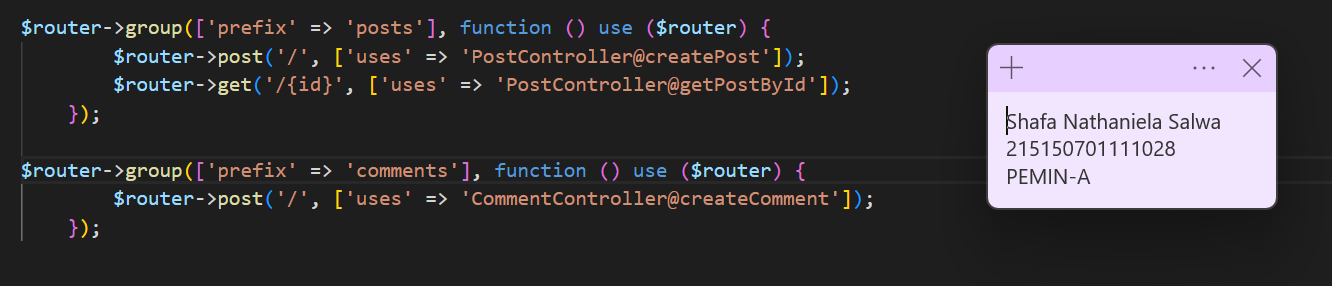 $router->group(['prefix' => 'posts'], function () use ($router) {
$router->post('/', ['uses' => 'PostController@createPost']);
$router->get('/{id}', ['uses' => 'PostController@getPostById']);
});
$router->group(['prefix' => 'comments'], function () use ($router) {
$router->post('/', ['uses' => 'CommentController@createComment']);
});
Shafa Nathaniela Salwa
215150701111028
PEMIN-A